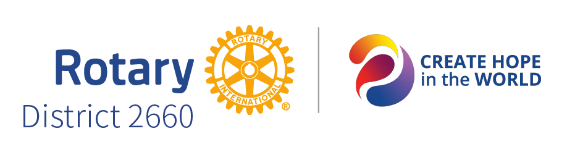 Rotary
District 2660
ROTARY
INTERNATIONAL
®
CREATE HOPE
in the WORLD